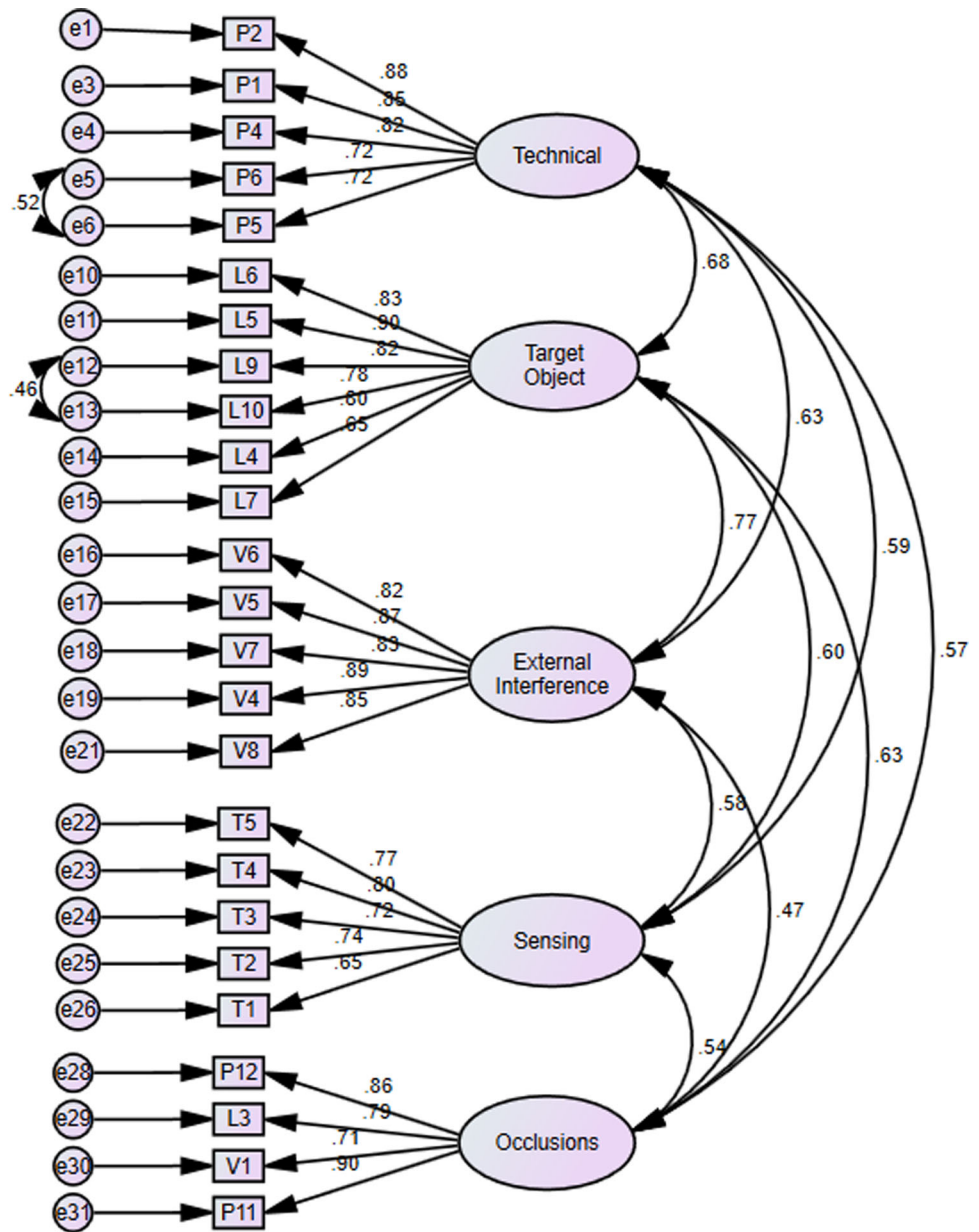 e1 P2
.88
e3 P1
.85
e4 P4
.82
Technical
e5 P6
.72
.52
.72
e6 P5
.68
e10 L6
.83
e11 L5
.90
.82
Target
Object
e12 L9
.78
.46
.80
e13 L10
.63
.65
e14 L4
e15 L7
.77
.59
e16 V6
.82
e17 V5
.87
.83
e18 V7
External
Interference
.60
.57
.89
e19 V4
.85
e21 V8
.63
.58
e22 T5
.77
e23 T4
.80
.72
e24 T3
.47
Sensing
.74
e25 T2
.65
e26 T1
.54
e28 P12
.86
.79
e29 L3
.71
Occlusions
e30 V1
.90
e31 P11